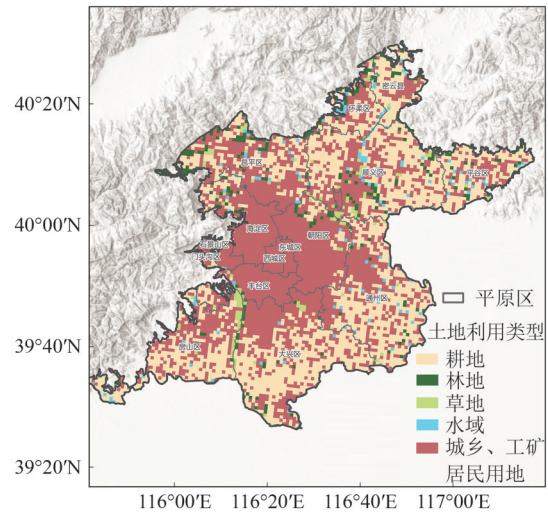 40°20′N
40°00′N
39°40′N
39°20′N
116°00′E
116°20′E
116°40′E
117°00′E
密云县
怀柔区
昌平区
顺义区
平谷区
海淀区
朝阳区
石景山区
东城区
门头沟区
西城区
丰台区
通州区
房山区
大兴区
平原区
土地利用类型
耕地
林地
草地
水域
城乡、工矿
居民用地